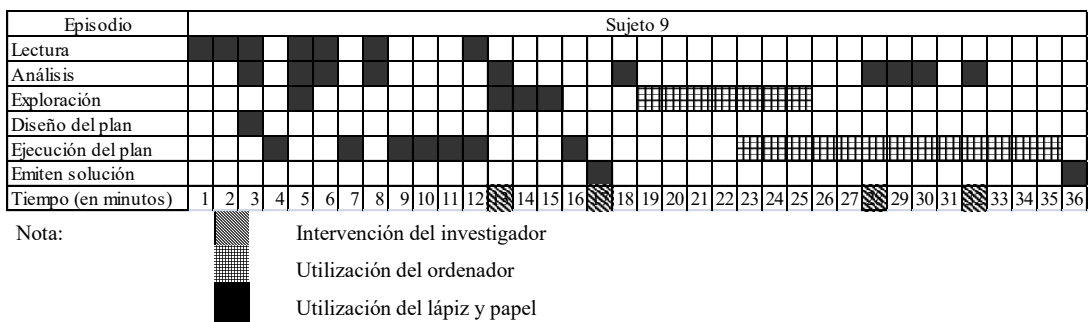 Episodio Sujeto 9
Lectura
Análisis
Exploración
Diseño del plan
Ejecución del plan
Emiten solución
Tiempo (en minutos) 1 2 3 4 5 6 7 8 9 10 11 12 13 14 15 16 17 18 19 20 21 22 23 24 25 26 27 28 29 30 31 32 33 34 35 36
Nota:
Intervención del investigador
Utilización del ordenador
Utilización del lápiz y papel